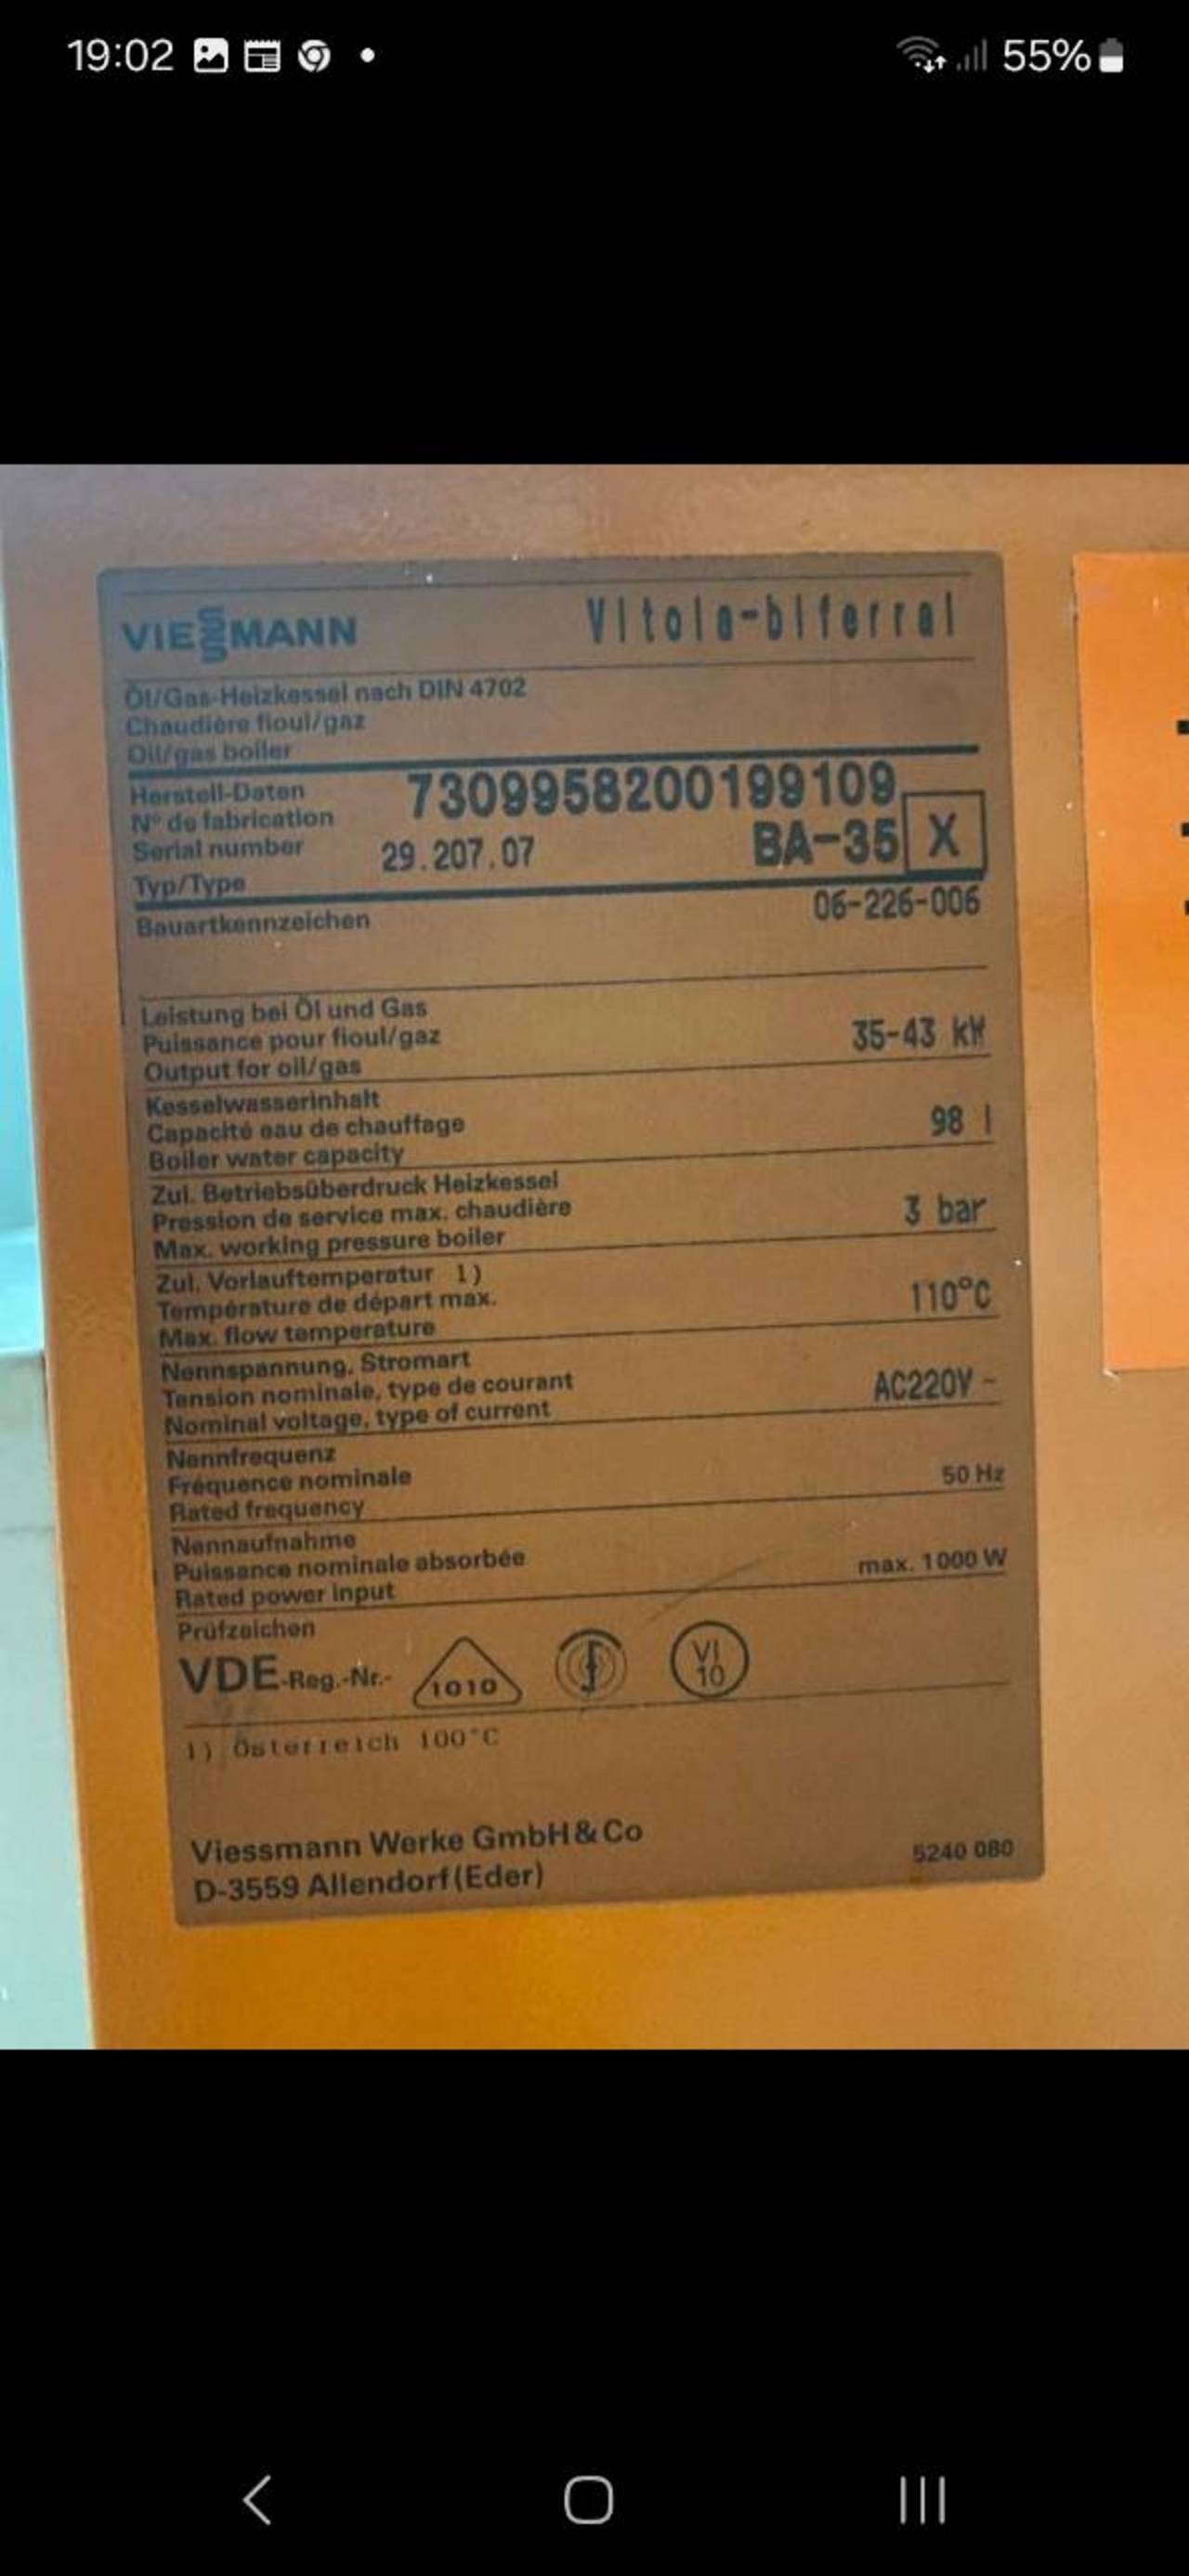 19:02
55%
VIESSMANN
Vitola-biferral
Öl/Gas-Heizkessel nach DIN 4702
Chaudière fioul/gaz
Oil/gas boiler
Herstell-Daten
N° de fabrication
Serial number
7309958200199109
29.207.07
BA-35 X
Typ/Type
Bauartkennzeichen
06-226-006
Leistung bei Öl und Gas
Puissance pour fioul/gaz
Output for oil/gas
35-43 kW
Kesselwasserinhalt
Capacité eau de chauffage
Boiler water capacity
98 l
Zul. Betriebsüberdruck Heizkessel
Pression de service max. chaudière
Max. working pressure boiler
3 bar
Zul. Vorlauftemperatur 1)
Température de départ max.
Max. flow temperature
110°C
Nennspannung, Stromart
Tension nominale, type de courant
Nominal voltage, type of current
AC220V ~
Nennfrequenz
Fréquence nominale
Rated frequency
50 Hz
Nennaufnahme
Puissance nominale absorbée
Rated power input
max. 1000 W
Prüfzeichen
VDE-Reg.-Nr.-
1010
VI
10
1) Österreich 100°C
Viessmann Werke GmbH & Co
D-3559 Allendorf (Eder)
5240 080